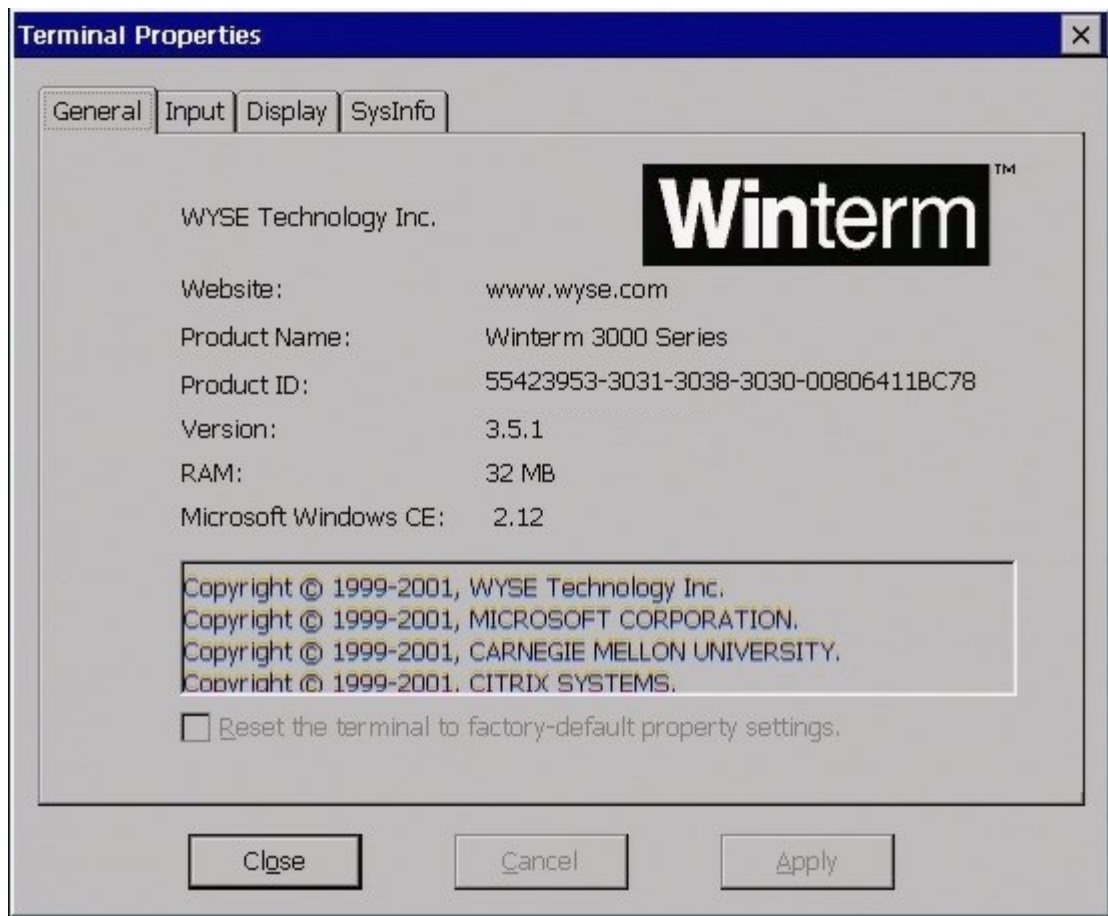 Terminal Properties
General Input Display SysInfo
Winterm™
WYSE Technology Inc.
Website: www.wyse.com
Product Name: Winterm 3000 Series
Product ID: 55423953-3031-3038-3030-00806411BC78
Version: 3.5.1
RAM: 32 MB
Microsoft Windows CE: 2.12
Copyright © 1999-2001, WYSE Technology Inc.
Copyright © 1999-2001, MICROSOFT CORPORATION.
Copyright © 1999-2001, CARNEGIE MELLON UNIVERSITY.
Copyright © 1999-2001, CITRIX SYSTEMS.
Reset the terminal to factory-default property settings.
Close Cancel Apply